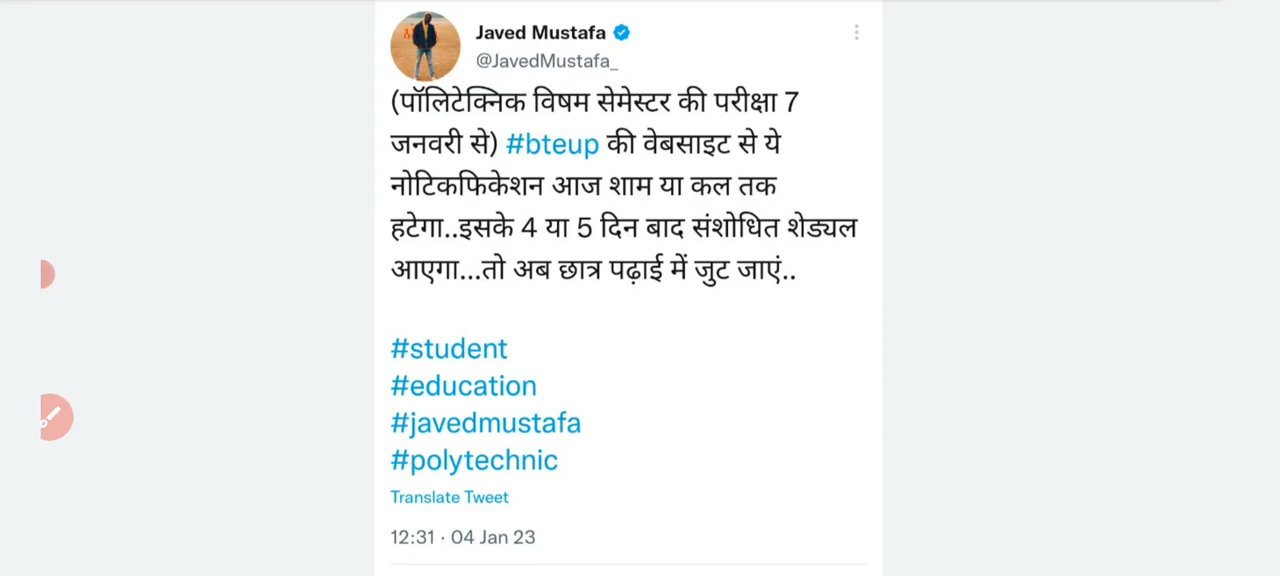 Javed Mustafa
@JavedMustafa_
(पॉलिटेक्निक विषम सेमेस्टर की परीक्षा 7
जनवरी से) #bteup की वेबसाइट से ये
नोटिकफिकेशन आज शाम या कल तक
हटेगा..इसके 4 या 5 दिन बाद संशोधित शेड्यल
आएगा...तो अब छात्र पढ़ाई में जुट जाएं..
#student
#education
#javedmustafa
#polytechnic
Translate Tweet
12:31 · 04 Jan 23